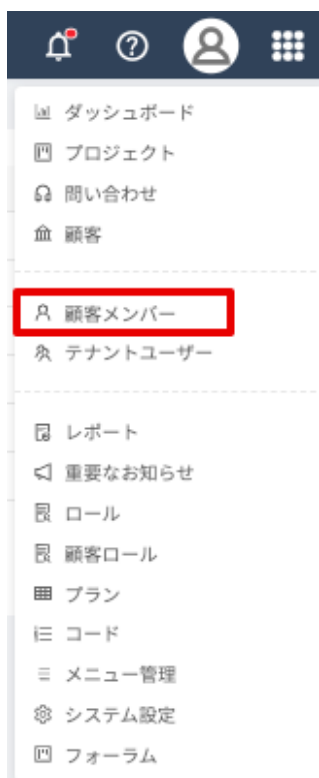 ダッシュボード
プロジェクト
問い合わせ
顧客
顧客メンバー
テナントユーザー
レポート
重要なお知らせ
ロール
顧客ロール
プラン
コード
メニュー管理
システム設定
フォーラム